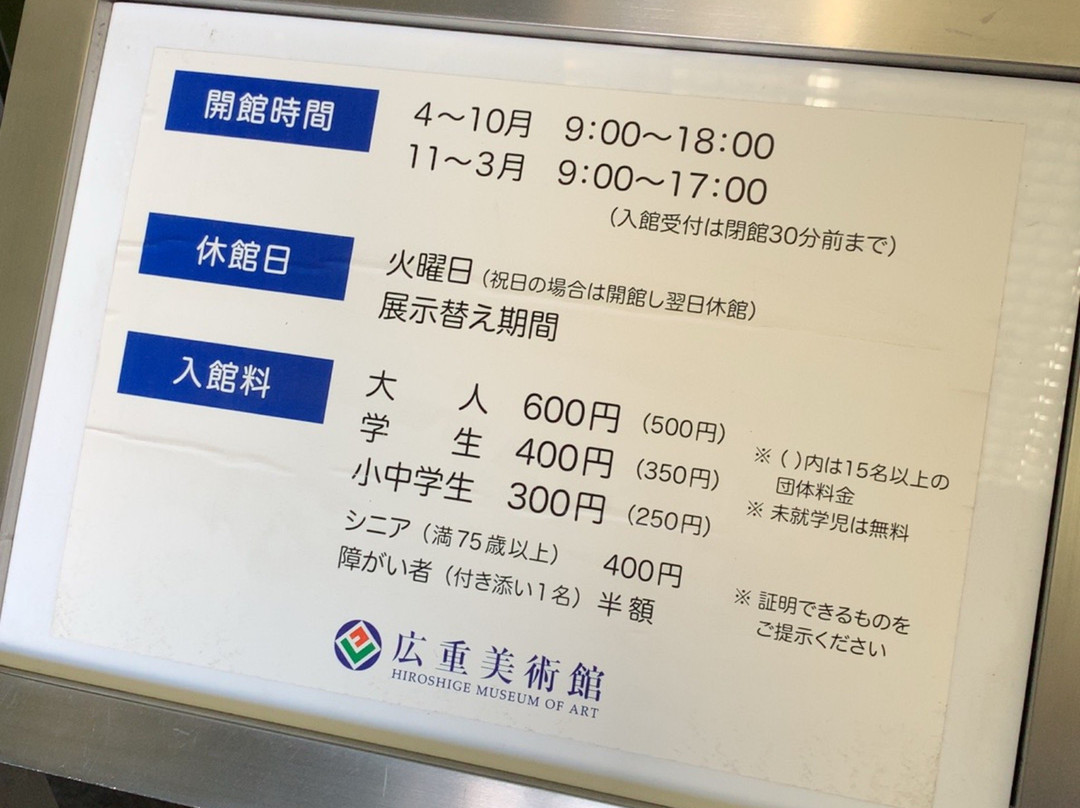 開館時間
4～10月 9:00～18:00
11～3月 9:00～17:00
(入館受付は閉館30分前まで)
休館日
火曜日 (祝日の場合は開館し翌日休館)
展示替え期間
入館料
大人 600円 (500円)
学生 400円 (350円)
小中学生 300円 (250円)
※ ( )内は15名以上の
団体料金
※ 未就学児は無料
シニア (満75歳以上) 400円
障がい者 (付き添い1名) 半額
※ 証明できるものを
ご提示ください
広重美術館
HIROSHIGE MUSEUM OF ART